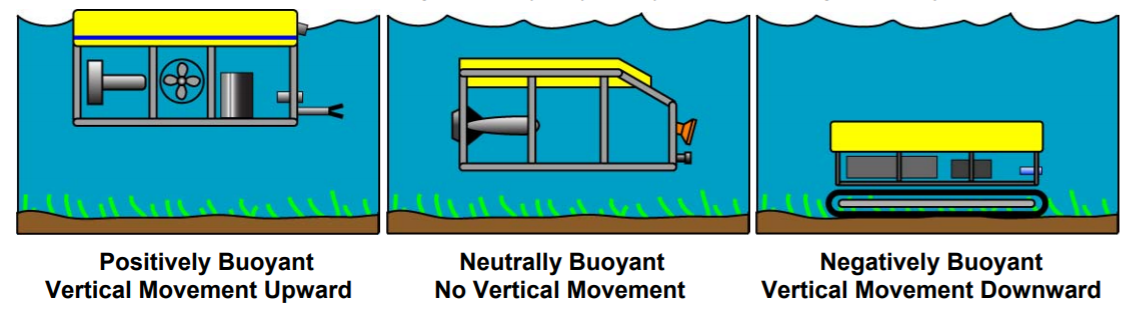 Positively Buoyant
Vertical Movement Upward
Neutrally Buoyant
No Vertical Movement
Negatively Buoyant
Vertical Movement Downward